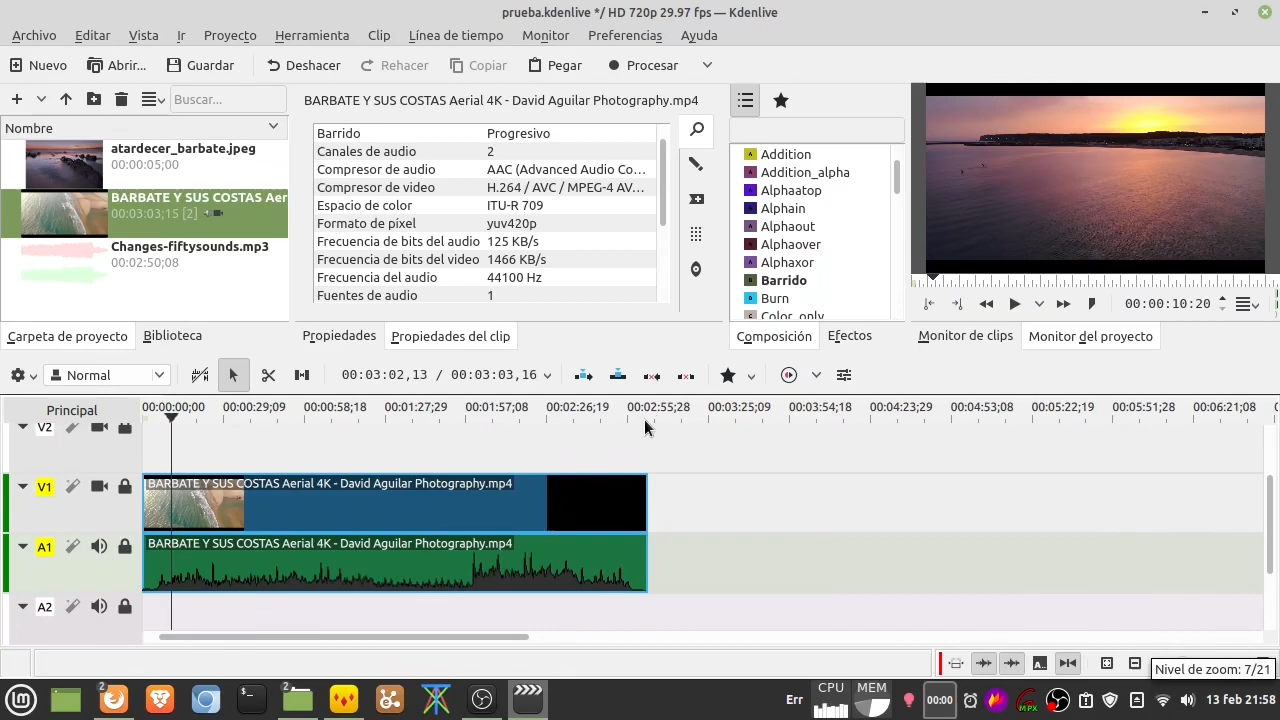 prueba.kdenlive */ HD 720p 29.97 fps — Kdenlive
Archivo Editar Vista Ir Proyecto Herramienta Clip Línea de tiempo Monitor Preferencias Ayuda
Nuevo Abrir... Guardar Deshacer Rehacer Copiar Pegar Procesar
Buscar...
Nombre
atardecer_barbate.jpeg
00:00:05;00
BARBATE Y SUS COSTAS Aer
00:03:03;15 [2]
Changes-fiftysounds.mp3
00:02:50;08
Carpeta de proyecto Biblioteca
BARBATE Y SUS COSTAS Aerial 4K - David Aguilar Photography.mp4
Barrido Progresivo
Canales de audio 2
Compresor de audio AAC (Advanced Audio Co...
Compresor de video H.264 / AVC / MPEG-4 AV...
Espacio de color ITU-R 709
Formato de píxel yuv420p
Frecuencia de bits del audio 125 KB/s
Frecuencia de bits del video 1466 KB/s
Frecuencia del audio 44100 Hz
Fuentes de audio 1
Propiedades Propiedades del clip
Addition
Addition_alpha
Alphaatop
Alphain
Alphaout
Alphaover
Alphaxor
Barrido
Burn
Color_only
Composición Efectos
00:00:10:20
Monitor de clips Monitor del proyecto
Normal 00:03:02,13 / 00:03:03,16
Principal 00:00:00;00 00:00:29;09 00:00:58;18 00:01:27;29 00:01:57;08 00:02:26;19 00:02:55;28 00:03:25;09 00:03:54;18 00:04:23;29 00:04:53;08 00:05:22;19 00:05:51;28 00:06:21;08
V2
V1 BARBATE Y SUS COSTAS Aerial 4K - David Aguilar Photography.mp4
A1 BARBATE Y SUS COSTAS Aerial 4K - David Aguilar Photography.mp4
A2
Nivel de zoom: 7/21
2 2 Err CPU MEM 00:00 MPX 13 feb 21:58